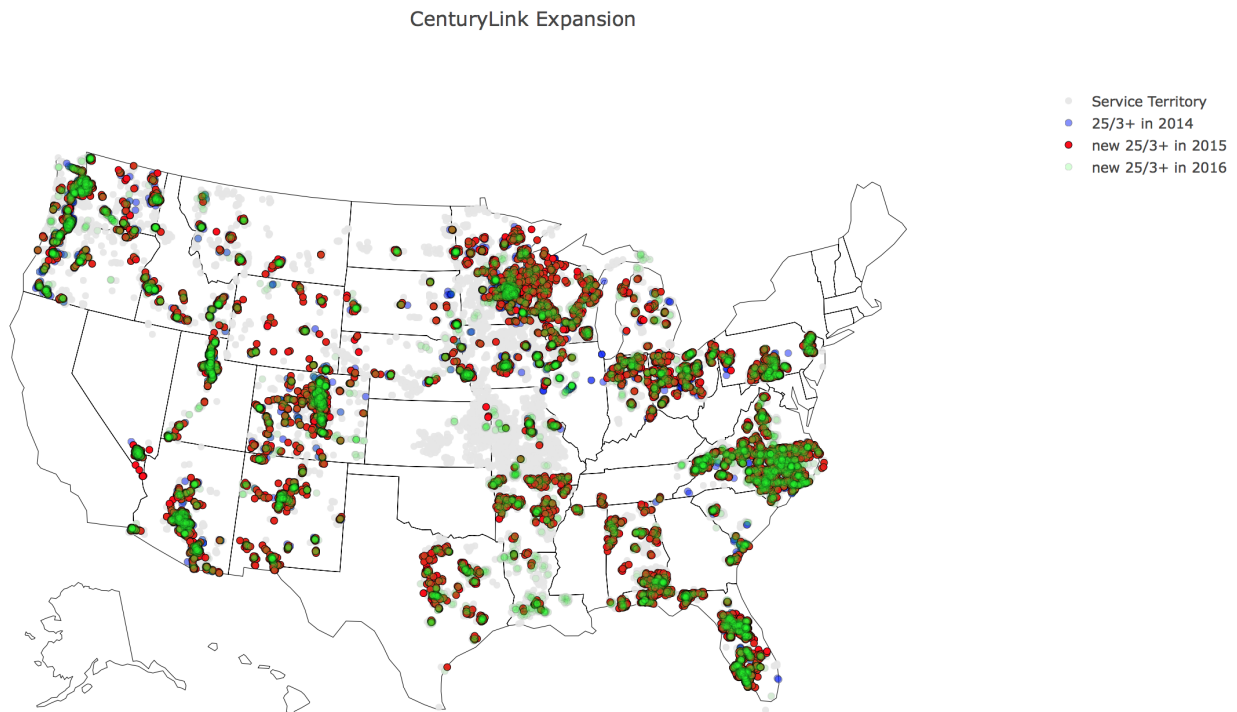 CenturyLink Expansion
Service Territory
25/3+ in 2014
new 25/3+ in 2015
new 25/3+ in 2016